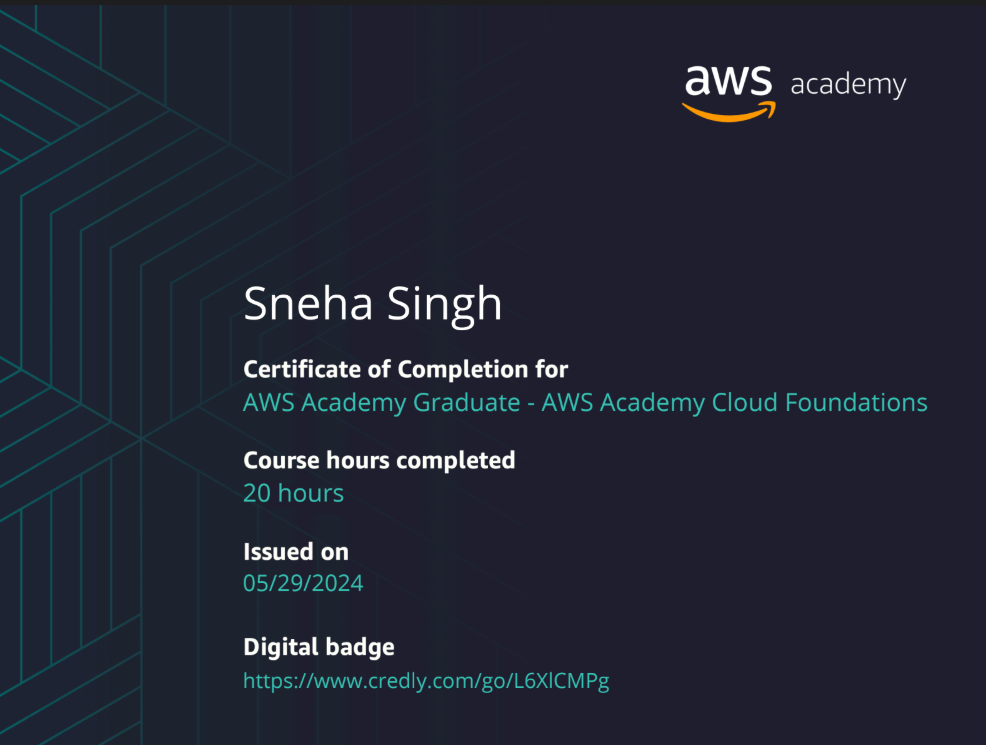 aws academy
Sneha Singh
Certificate of Completion for
AWS Academy Graduate - AWS Academy Cloud Foundations
Course hours completed
20 hours
Issued on
05/29/2024
Digital badge
https://www.credly.com/go/L6XlCMPg